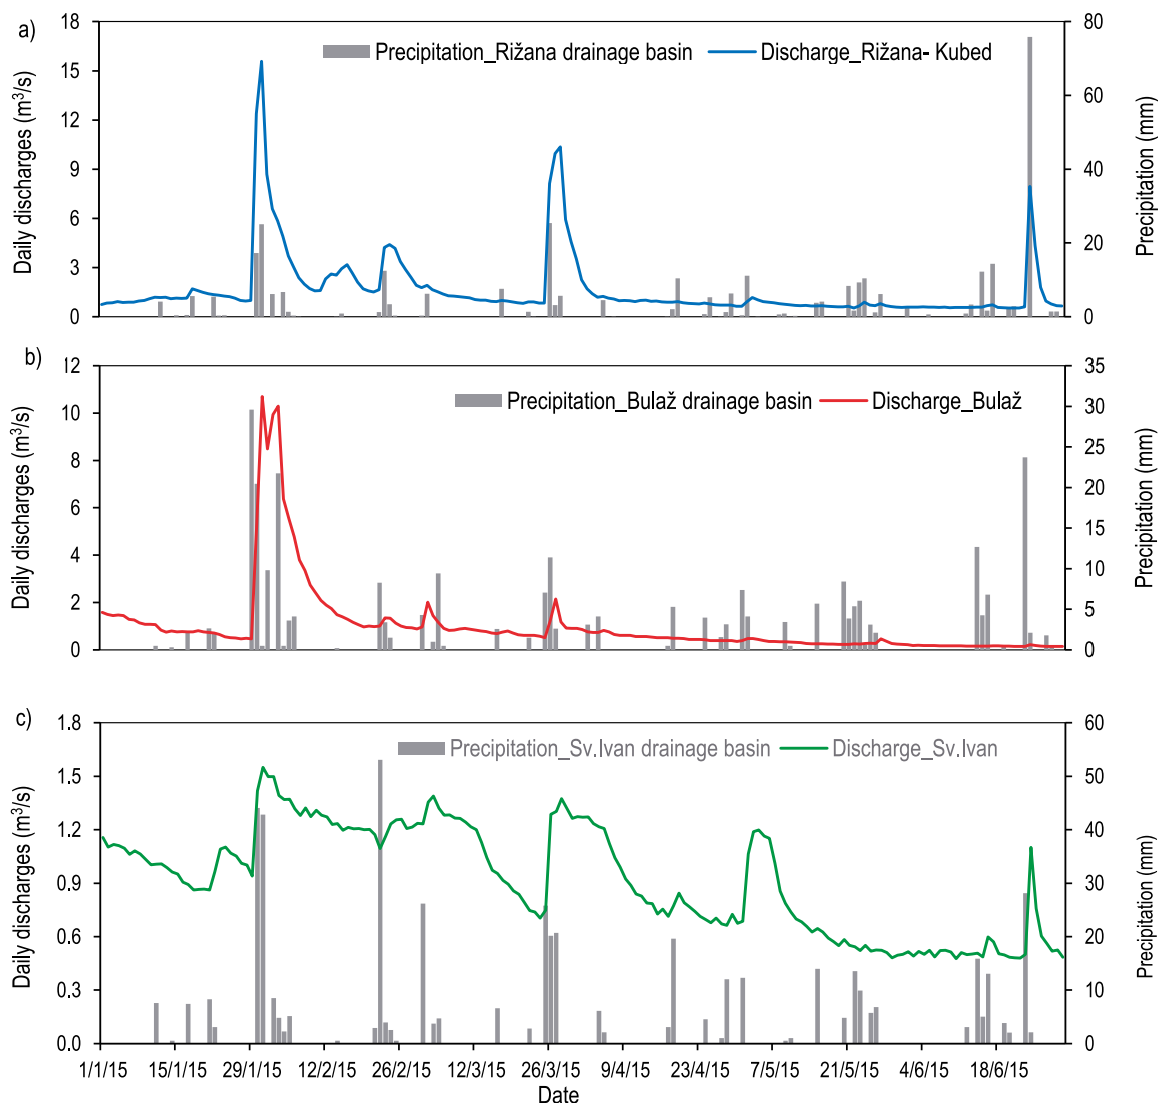 a)
Daily discharges (m³/s)
18
15
12
9
6
3
0
Precipitation_Rižana drainage basin
Discharge_Rižana- Kubed
80
60
40
20
0
Precipitation (mm)
b)
Daily discharges (m³/s)
12
10
8
6
4
2
0
Precipitation_Bulaž drainage basin
Discharge_Bulaž
35
30
25
20
15
10
5
0
Precipitation (mm)
c)
Daily discharges (m³/s)
1.8
1.5
1.2
0.9
0.6
0.3
0.0
Precipitation_Sv.Ivan drainage basin
Discharge_Sv.Ivan
60
50
40
30
20
10
0
Precipitation (mm)
1/1/15 15/1/15 29/1/15 12/2/15 26/2/15 12/3/15 26/3/15 9/4/15 23/4/15 7/5/15 21/5/15 4/6/15 18/6/15
Date